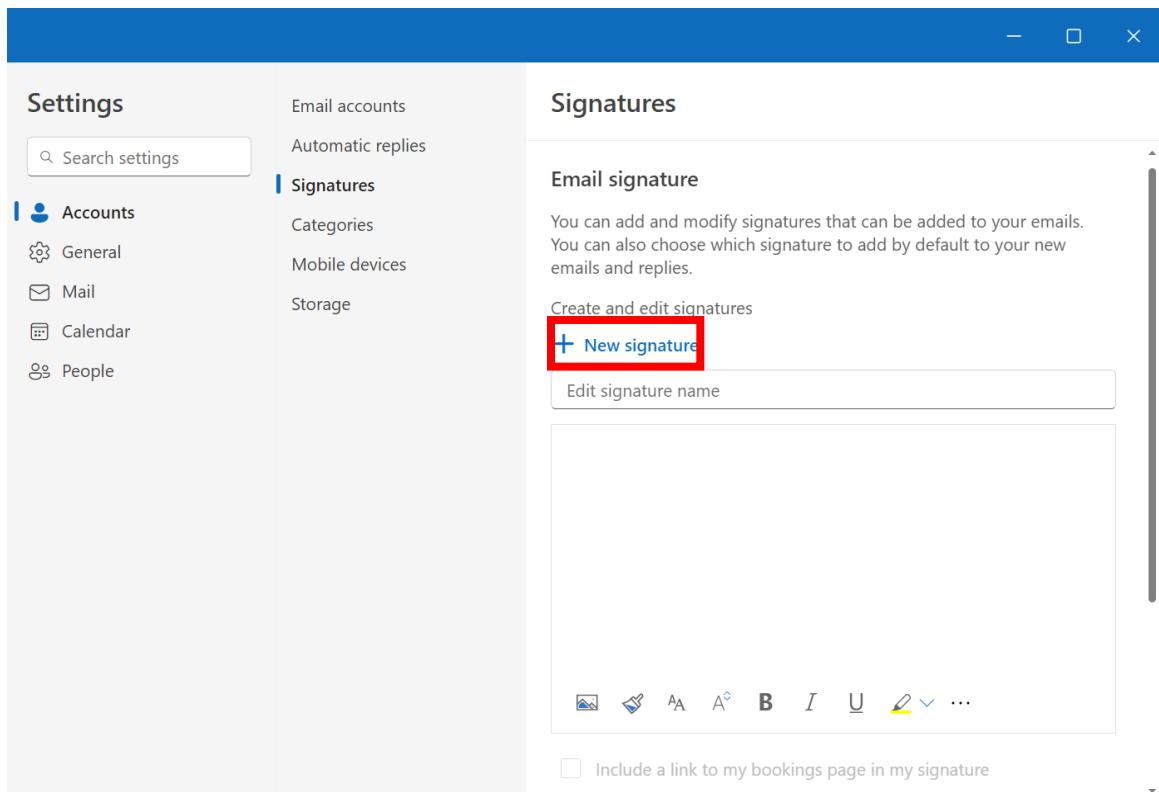 Settings
Search settings
Accounts
General
Mail
Calendar
People
Email accounts
Automatic replies
Signatures
Categories
Mobile devices
Storage
Signatures
Email signature
You can add and modify signatures that can be added to your emails.
You can also choose which signature to add by default to your new
emails and replies.
Create and edit signatures
+ New signature
Edit signature name
B I U
Include a link to my bookings page in my signature